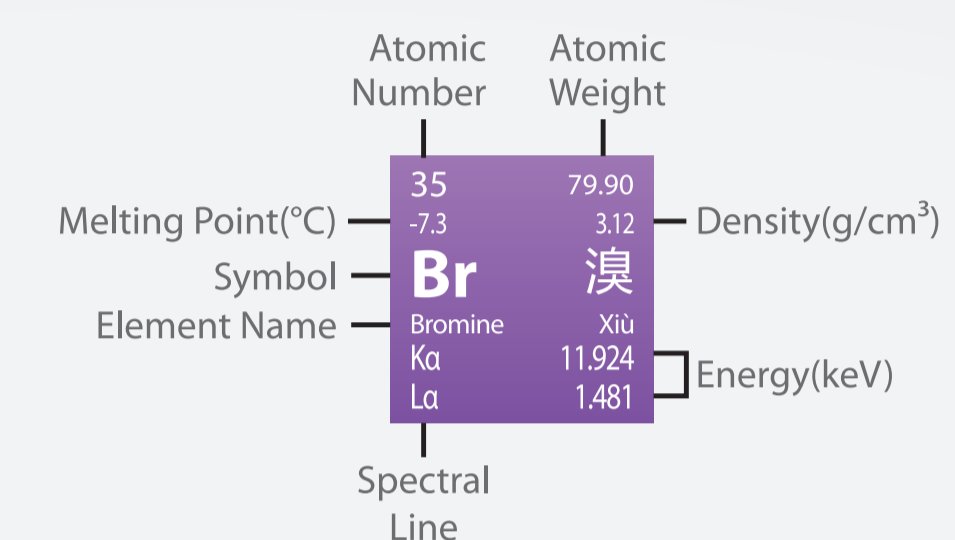 Atomic Number
Atomic Weight
35 79.90
Melting Point(°C) -7.3 3.12 Density(g/cm³)
Symbol Br 溴
Element Name Bromine Xiù
Kα 11.924
Energy(keV)
Lα 1.481
Spectral
Line